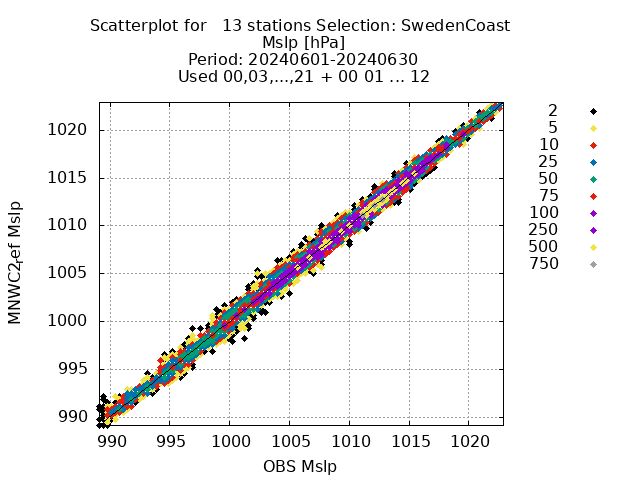 Scatterplot for 13 stations Selection: SwedenCoast
Mslp [hPa]
Period: 20240601-20240630
Used 00,03,...,21 + 00 01 ... 12
2
5
10
25
50
75
100
250
500
750
1020
1015
1010
1005
1000
995
990
990 995 1000 1005 1010 1015 1020
OBS Mslp